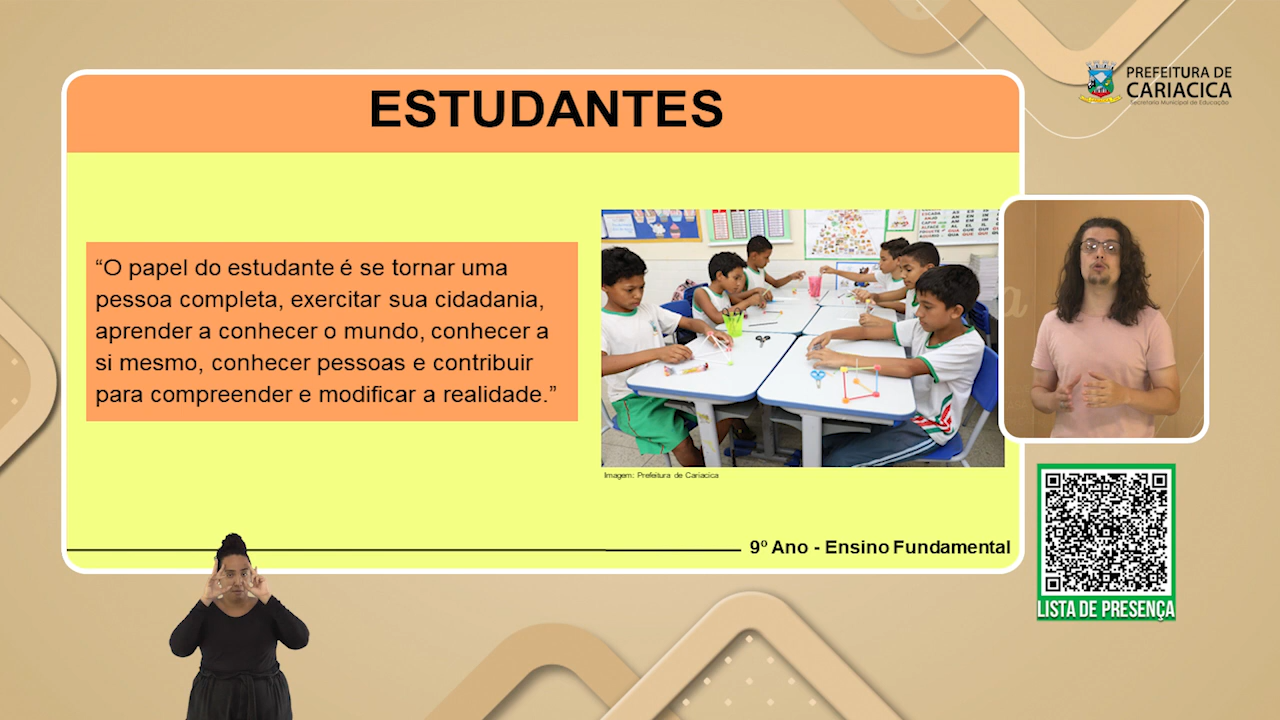 ESTUDANTES
PREFEITURA DE
CARIACICA
Secretaria Municipal de Educação
“O papel do estudante é se tornar uma
pessoa completa, exercitar sua cidadania,
aprender a conhecer o mundo, conhecer a
si mesmo, conhecer pessoas e contribuir
para compreender e modificar a realidade.”
Imagem: Prefeitura de Cariacica
9º Ano - Ensino Fundamental
LISTA DE PRESENÇA